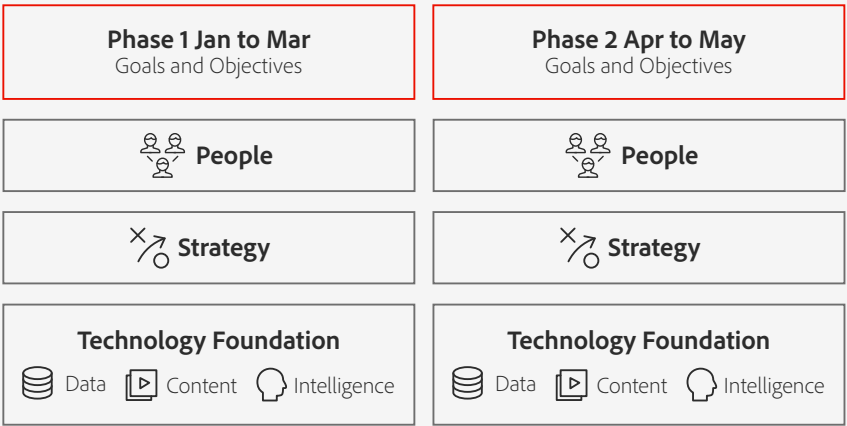 Phase 1 Jan to Mar
Goals and Objectives
People
Strategy
Technology Foundation
Data Content Intelligence
Phase 2 Apr to May
Goals and Objectives
People
Strategy
Technology Foundation
Data Content Intelligence